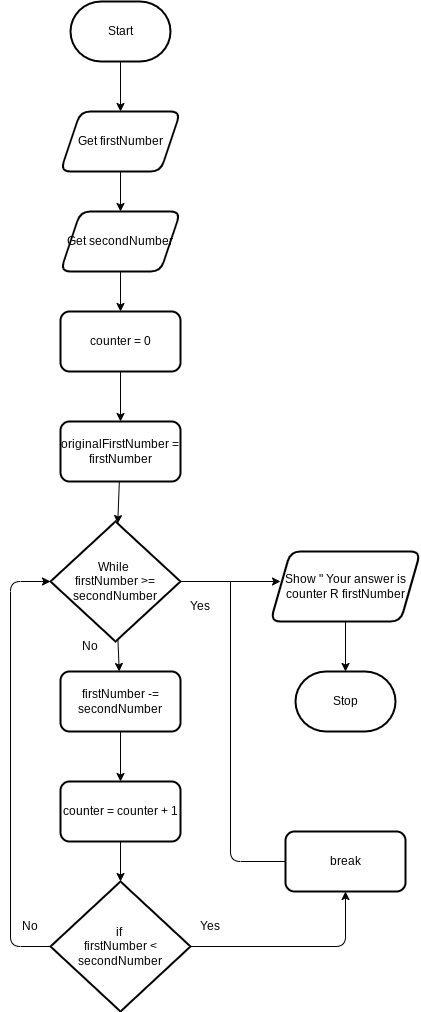 Start
Get firstNumber
Get secondNumber
counter = 0
originalFirstNumber =
firstNumber
While
firstNumber >=
secondNumber
Yes
No
Show " Your answer is
counter R firstNumber
Stop
firstNumber -=
secondNumber
counter = counter + 1
break
if
firstNumber <
secondNumber
No
Yes